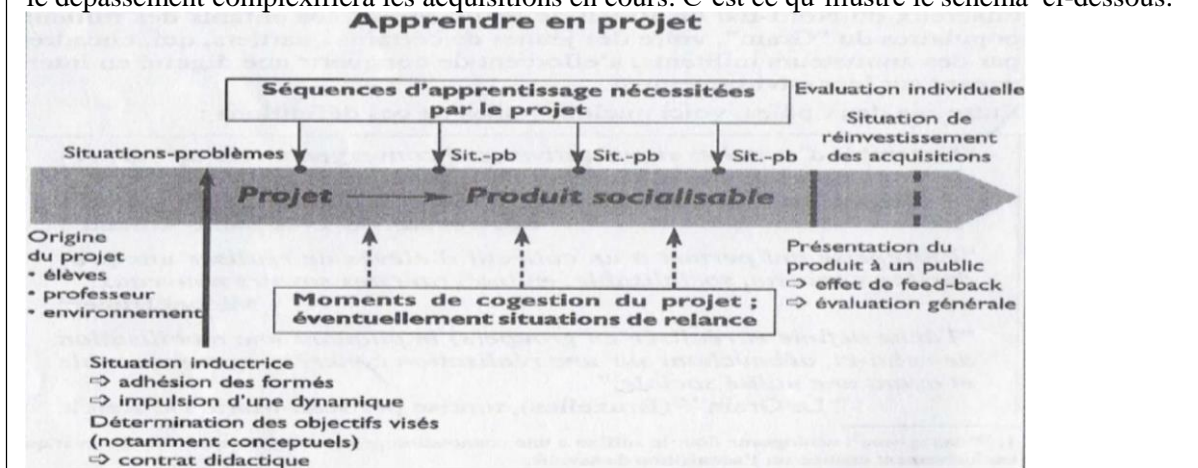 le dépassement complexifiera les acquisitions en cours. C'est ce qu'illustre le schéma ci-dessous.
Apprendre en projet
Séquences d'apprentissage nécessitées
par le projet
Evaluation individuelle
Situation de
réinvestissement
des acquisitions
Situations-problèmes
Sit.-pb
Sit.-pb
Sit.-pb
Projet
Produit socialisable
Origine
du projet
• élèves
• professeur
• environnement
Moments de cogestion du projet ;
éventuellement situations de relance
Présentation du
produit à un public
⇨ effet de feed-back
⇨ évaluation générale
Situation inductrice
⇨ adhésion des formés
⇨ impulsion d'une dynamique
Détermination des objectifs visés
(notamment conceptuels)
⇨ contrat didactique